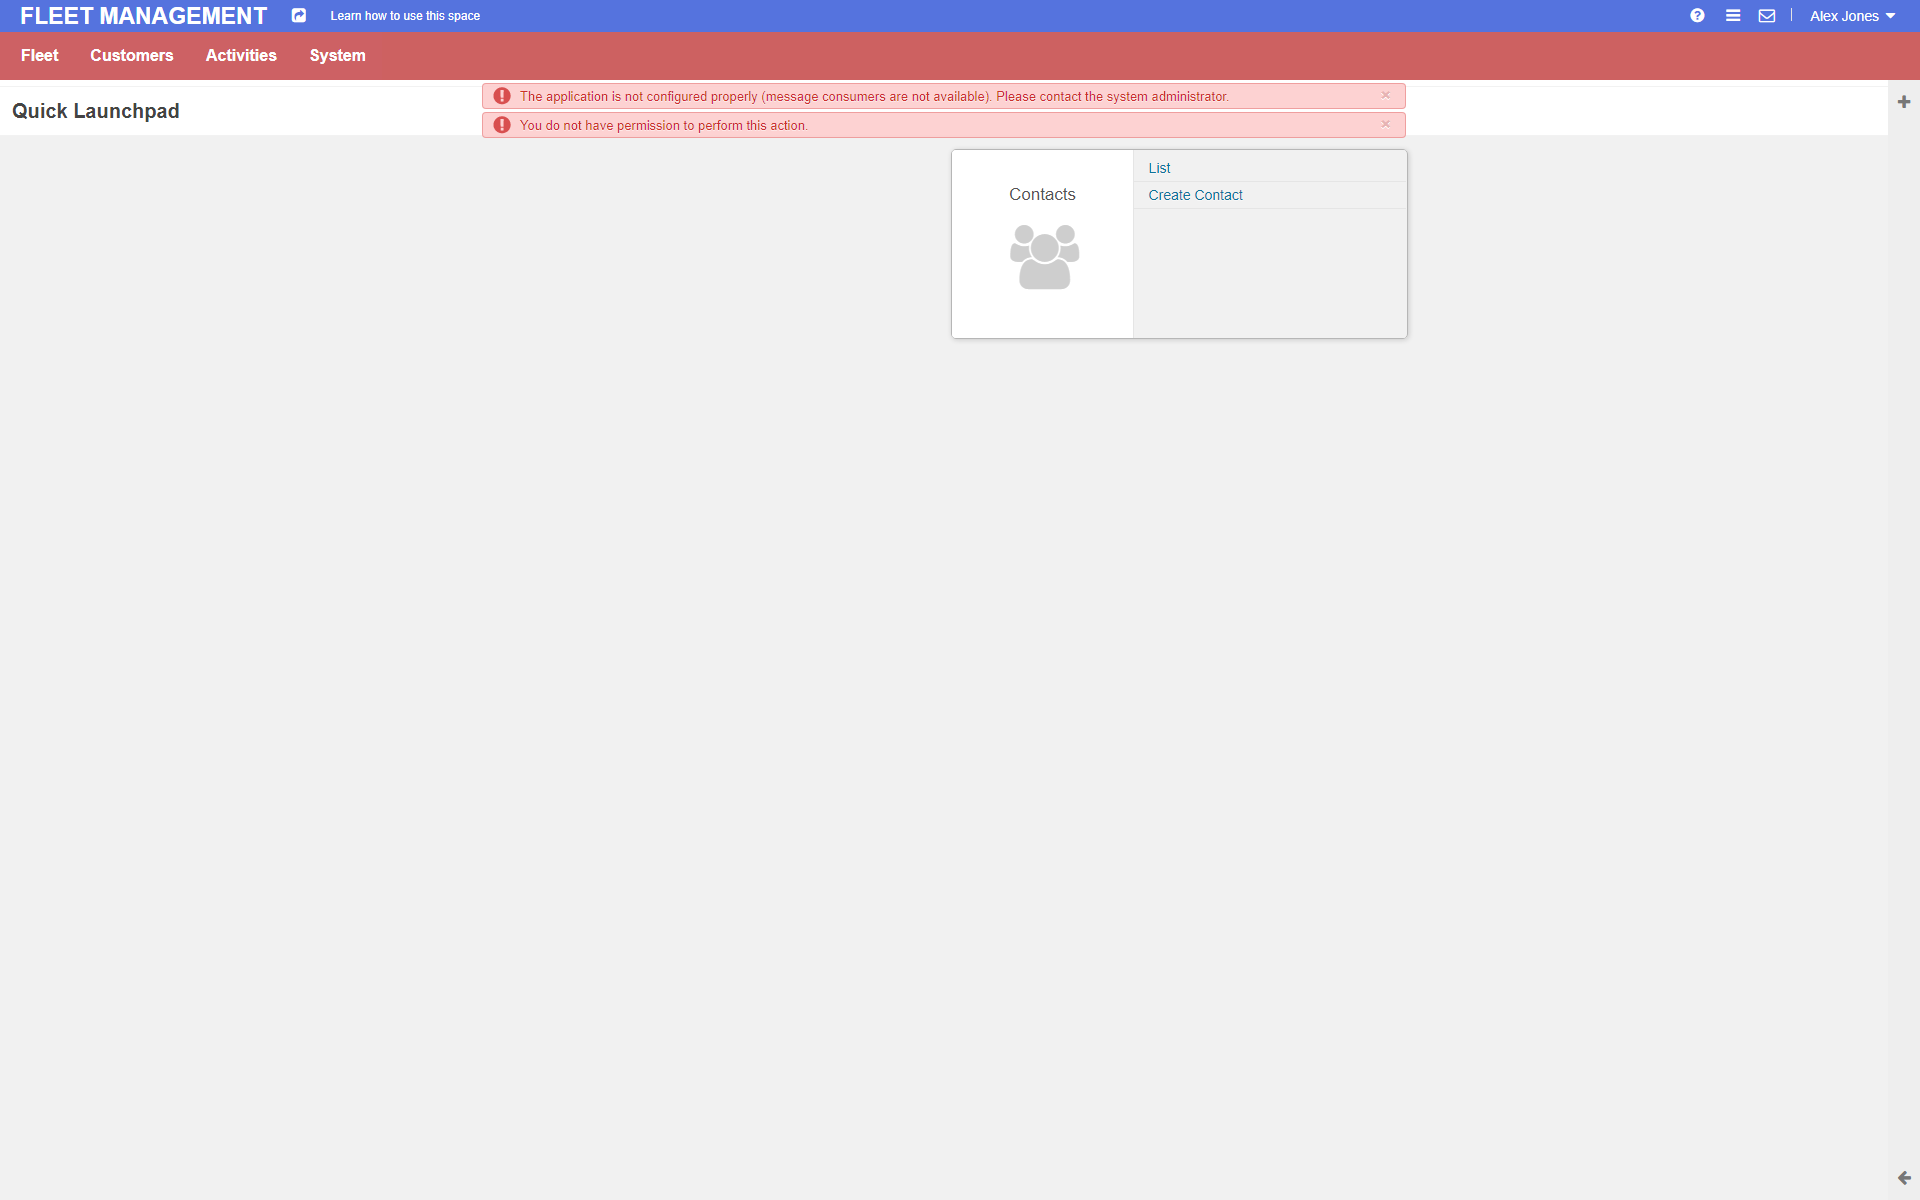 FLEET MANAGEMENT
Learn how to use this space
Alex Jones
Fleet
Customers
Activities
System
The application is not configured properly (message consumers are not available). Please contact the system administrator.
×
Quick Launchpad
You do not have permission to perform this action.
×
Contacts
List
Create Contact